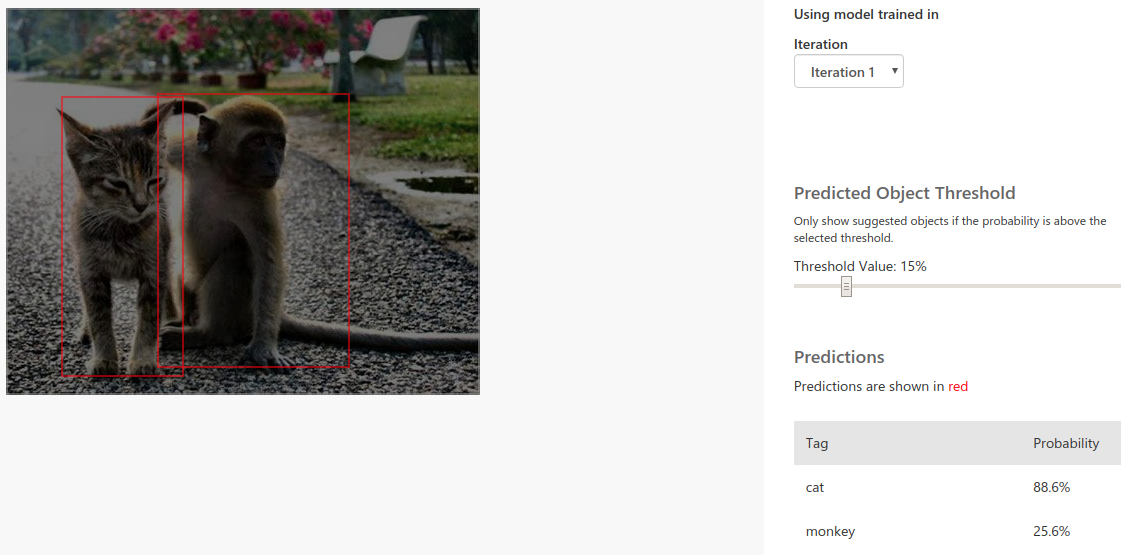 Using model trained in
Iteration
Iteration 1
Predicted Object Threshold
Only show suggested objects if the probability is above the
selected threshold.
Threshold Value: 15%
Predictions
Predictions are shown in red
Tag Probability
cat 88.6%
monkey 25.6%